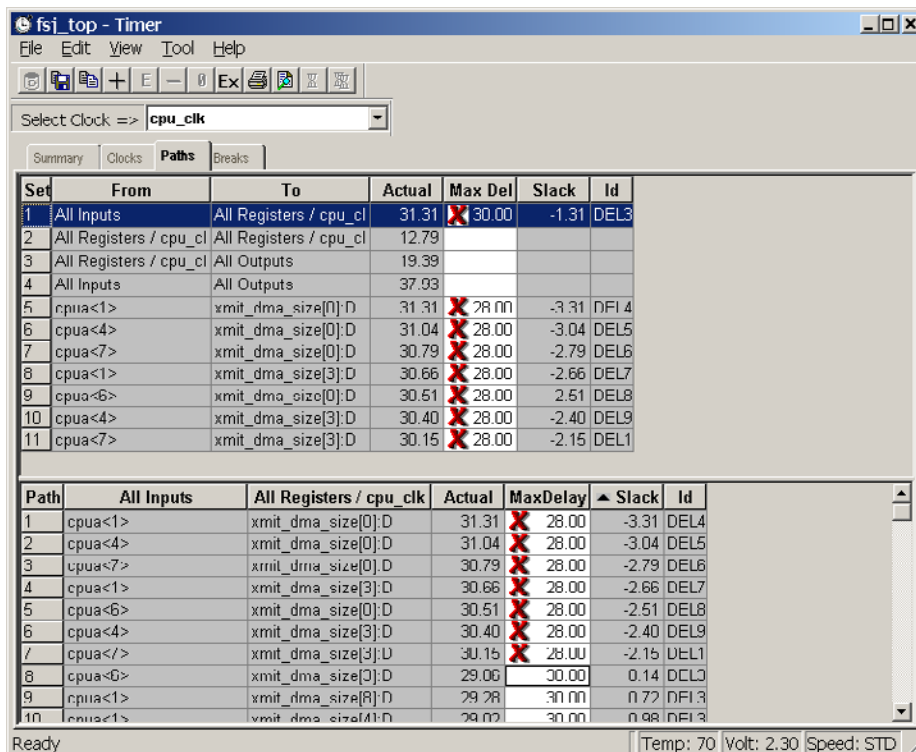 fsj_top - Timer
File Edit View Tool Help
E Ex
Select Clock => cpu_clk
Summary Clocks Paths Breaks
Set From To Actual Max Del Slack Id
1 All Inputs All Registers / cpu_cl 31.31 30.00 -1.31 DEL3
2 All Registers / cpu_cl All Registers / cpu_cl 12.79
3 All Registers / cpu_cl All Outputs 19.39
4 All Inputs All Outputs 37.93
5 cpua<1> xmit_dma_size[0]:D 31.31 28.00 -3.31 DEL4
6 cpua<4> xmit_dma_size[0]:D 31.04 28.00 -3.04 DEL5
7 cpua<7> xmit_dma_size[0]:D 30.79 28.00 -2.79 DEL6
8 cpua<1> xmit_dma_size[3]:D 30.66 28.00 -2.66 DEL7
9 cpua<6> xmit_dma_size[0]:D 30.51 28.00 2.51 DEL8
10 cpua<4> xmit_dma_size[3]:D 30.40 28.00 -2.40 DEL9
11 cpua<7> xmit_dma_size[3]:D 30.15 28.00 -2.15 DEL1
Path All Inputs All Registers / cpu_clk Actual MaxDelay Slack Id
1 cpua<1> xmit_dma_size[0]:D 31.31 28.00 -3.31 DEL4
2 cpua<4> xmit_dma_size[0]:D 31.04 28.00 -3.04 DEL5
3 cpua<7> xmit_dma_size[0]:D 30.79 28.00 -2.79 DEL6
4 cpua<1> xmit_dma_size[3]:D 30.66 28.00 -2.66 DEL7
5 cpua<6> xmit_dma_size[0]:D 30.51 28.00 -2.51 DEL8
6 cpua<4> xmit_dma_size[3]:D 30.40 28.00 -2.40 DEL9
7 cpua<7> xmit_dma_size[3]:D 30.15 28.00 -2.15 DEL1
8 cpua<6> xmit_dma_size[3]:D 29.06 30.00 0.14 DEL3
9 cpua<1> xmit_dma_size[8]:D 29.28 30.00 0.72 DEL3
10 cpua<1> xmit_dma_size[4]:D 29.02 30.00 0.98 DEL3
Ready Temp: 70 Volt: 2.30 Speed: STD